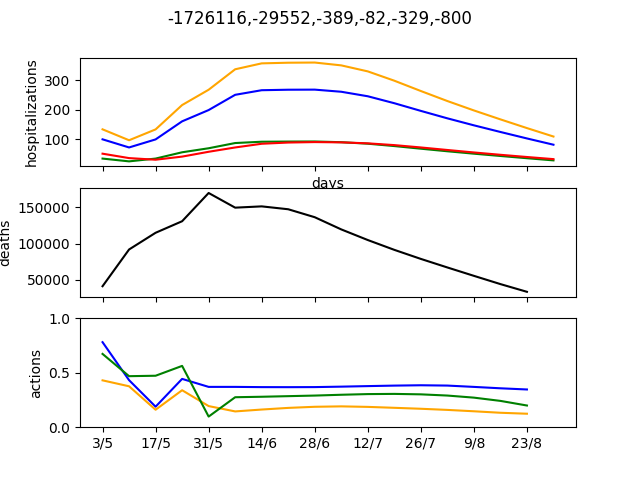 -1726116,-29552,-389,-82,-329,-800
hospitalizations
300
200
100
days
deaths
150000
100000
50000
actions
1.0
0.5
0.0
3/5 17/5 31/5 14/6 28/6 12/7 26/7 9/8 23/8